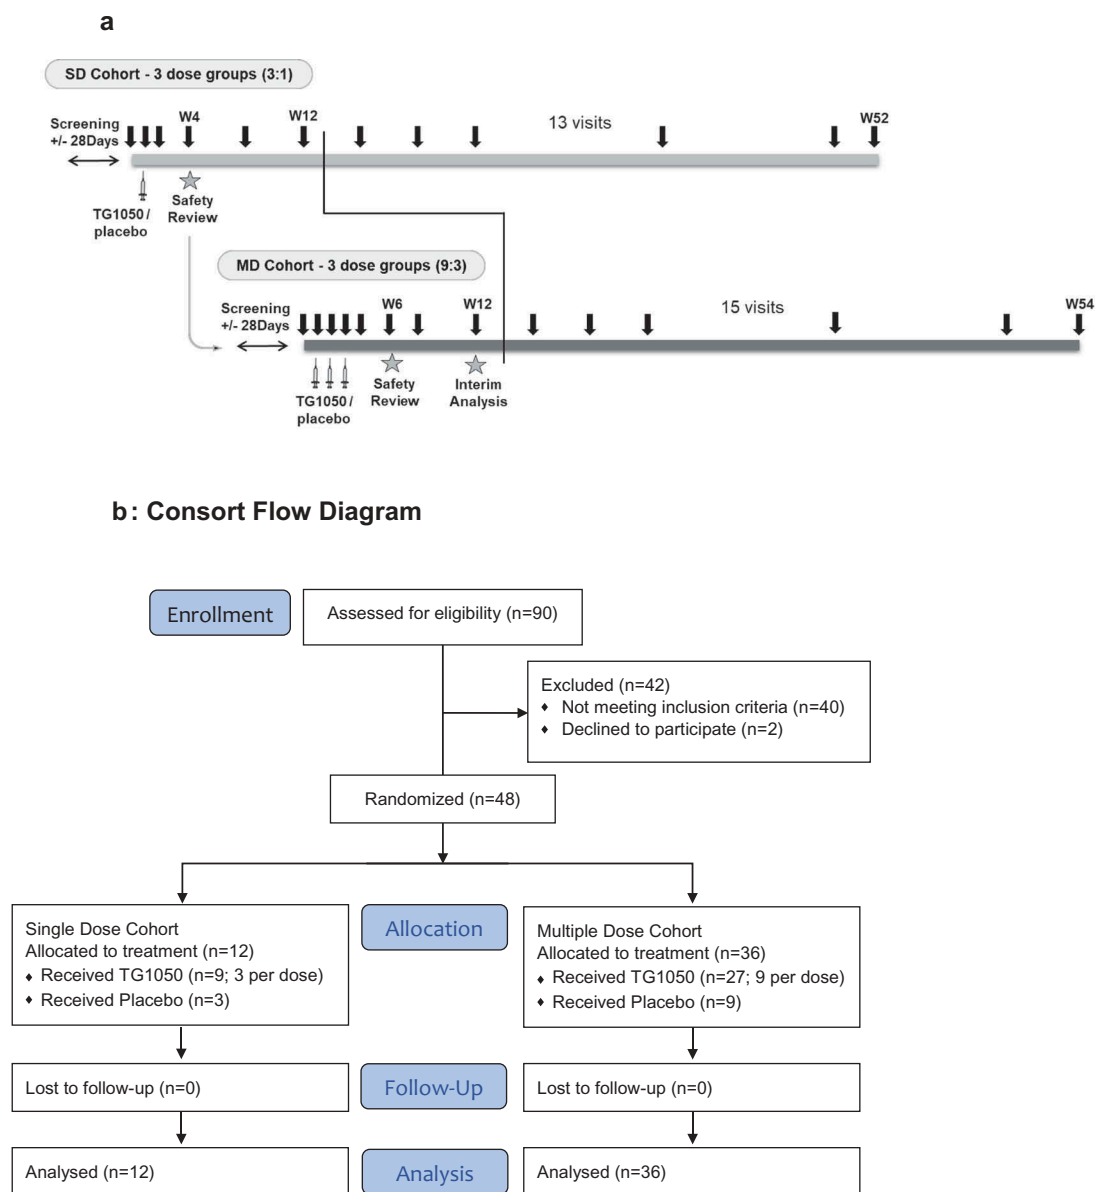 a
SD Cohort - 3 dose groups (3:1)
Screening
+/- 28Days
W4
W12
13 visits
W52
TG1050/
placebo
Safety
Review
MD Cohort - 3 dose groups (9:3)
Screening
+/- 28Days
W6
W12
15 visits
W54
TG1050/
placebo
Safety
Review
Interim
Analysis
b: Consort Flow Diagram
Enrollment
Assessed for eligibility (n=90)
Excluded (n=42)
♦ Not meeting inclusion criteria (n=40)
♦ Declined to participate (n=2)
Randomized (n=48)
Single Dose Cohort
Allocated to treatment (n=12)
♦ Received TG1050 (n=9; 3 per dose)
♦ Received Placebo (n=3)
Allocation
Multiple Dose Cohort
Allocated to treatment (n=36)
♦ Received TG1050 (n=27; 9 per dose)
♦ Received Placebo (n=9)
Lost to follow-up (n=0)
Follow-Up
Lost to follow-up (n=0)
Analysed (n=12)
Analysis
Analysed (n=36)